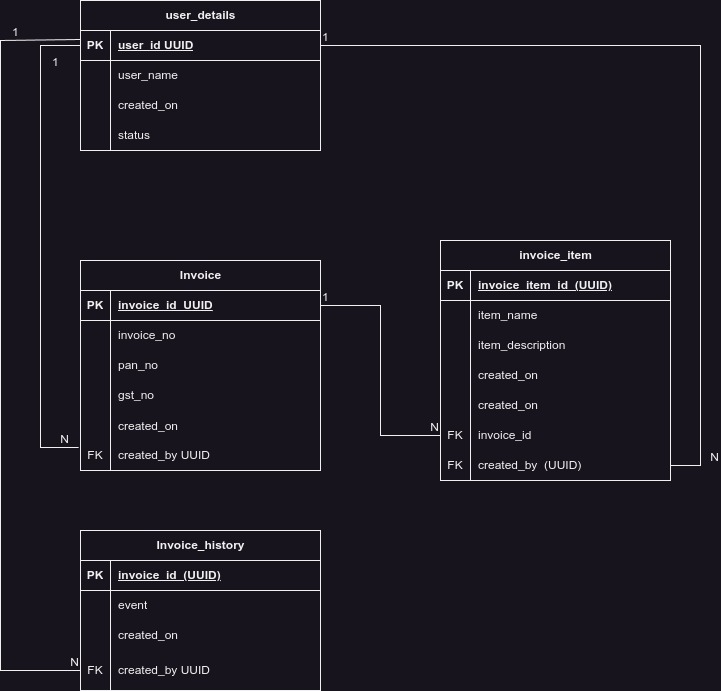 user_details
1
PK user_id UUID
1
1
user_name
created_on
status
Invoice
PK invoice_id UUID
1
invoice_no
pan_no
gst_no
created_on
N
FK created_by UUID
invoice_item
PK invoice_item_id (UUID)
item_name
item_description
created_on
created_on
N
FK invoice_id
FK created_by (UUID)
N
Invoice_history
PK invoice_id (UUID)
event
created_on
N
FK created_by UUID